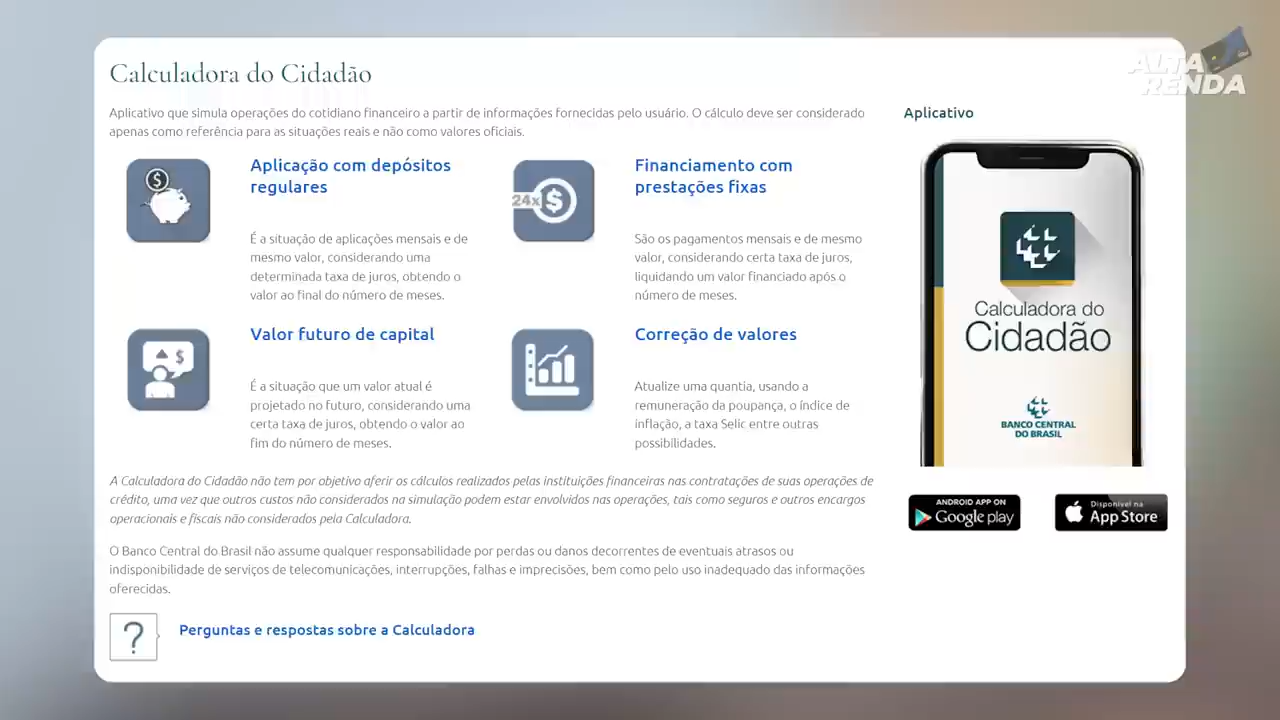 Calculadora do Cidadão
ALTA
RENDA
Aplicativo que simula operações do cotidiano financeiro a partir de informações fornecidas pelo usuário. O cálculo deve ser considerado
apenas como referência para as situações reais e não como valores oficiais.
Aplicação com depósitos
regulares
É a situação de aplicações mensais e de
mesmo valor, considerando uma
determinada taxa de juros, obtendo o
valor ao final do número de meses.
24x
Financiamento com
prestações fixas
São os pagamentos mensais e de mesmo
valor, considerando certa taxa de juros,
liquidando um valor financiado após o
número de meses.
Valor futuro de capital
É a situação que um valor atual é
projetado no futuro, considerando uma
certa taxa de juros, obtendo o valor ao
fim do número de meses.
Correção de valores
Atualize uma quantia, usando a
remuneração da poupança, o índice de
inflação, a taxa Selic entre outras
possibilidades.
A Calculadora do Cidadão não tem por objetivo aferir os cálculos realizados pelas instituições financeiras nas contratações de suas operações de
crédito, uma vez que outros custos não considerados na simulação podem estar envolvidos nas operações, tais como seguros e outros encargos
operacionais e fiscais não considerados pela Calculadora.
O Banco Central do Brasil não assume qualquer responsabilidade por perdas ou danos decorrentes de eventuais atrasos ou
indisponibilidade de serviços de telecomunicações, interrupções, falhas e imprecisões, bem como pelo uso inadequado das informações
oferecidas.
?
Perguntas e respostas sobre a Calculadora
Aplicativo
Calculadora do
Cidadão
BANCO CENTRAL
DO BRASIL
ANDROID APP ON
Google play
Disponível na
App Store